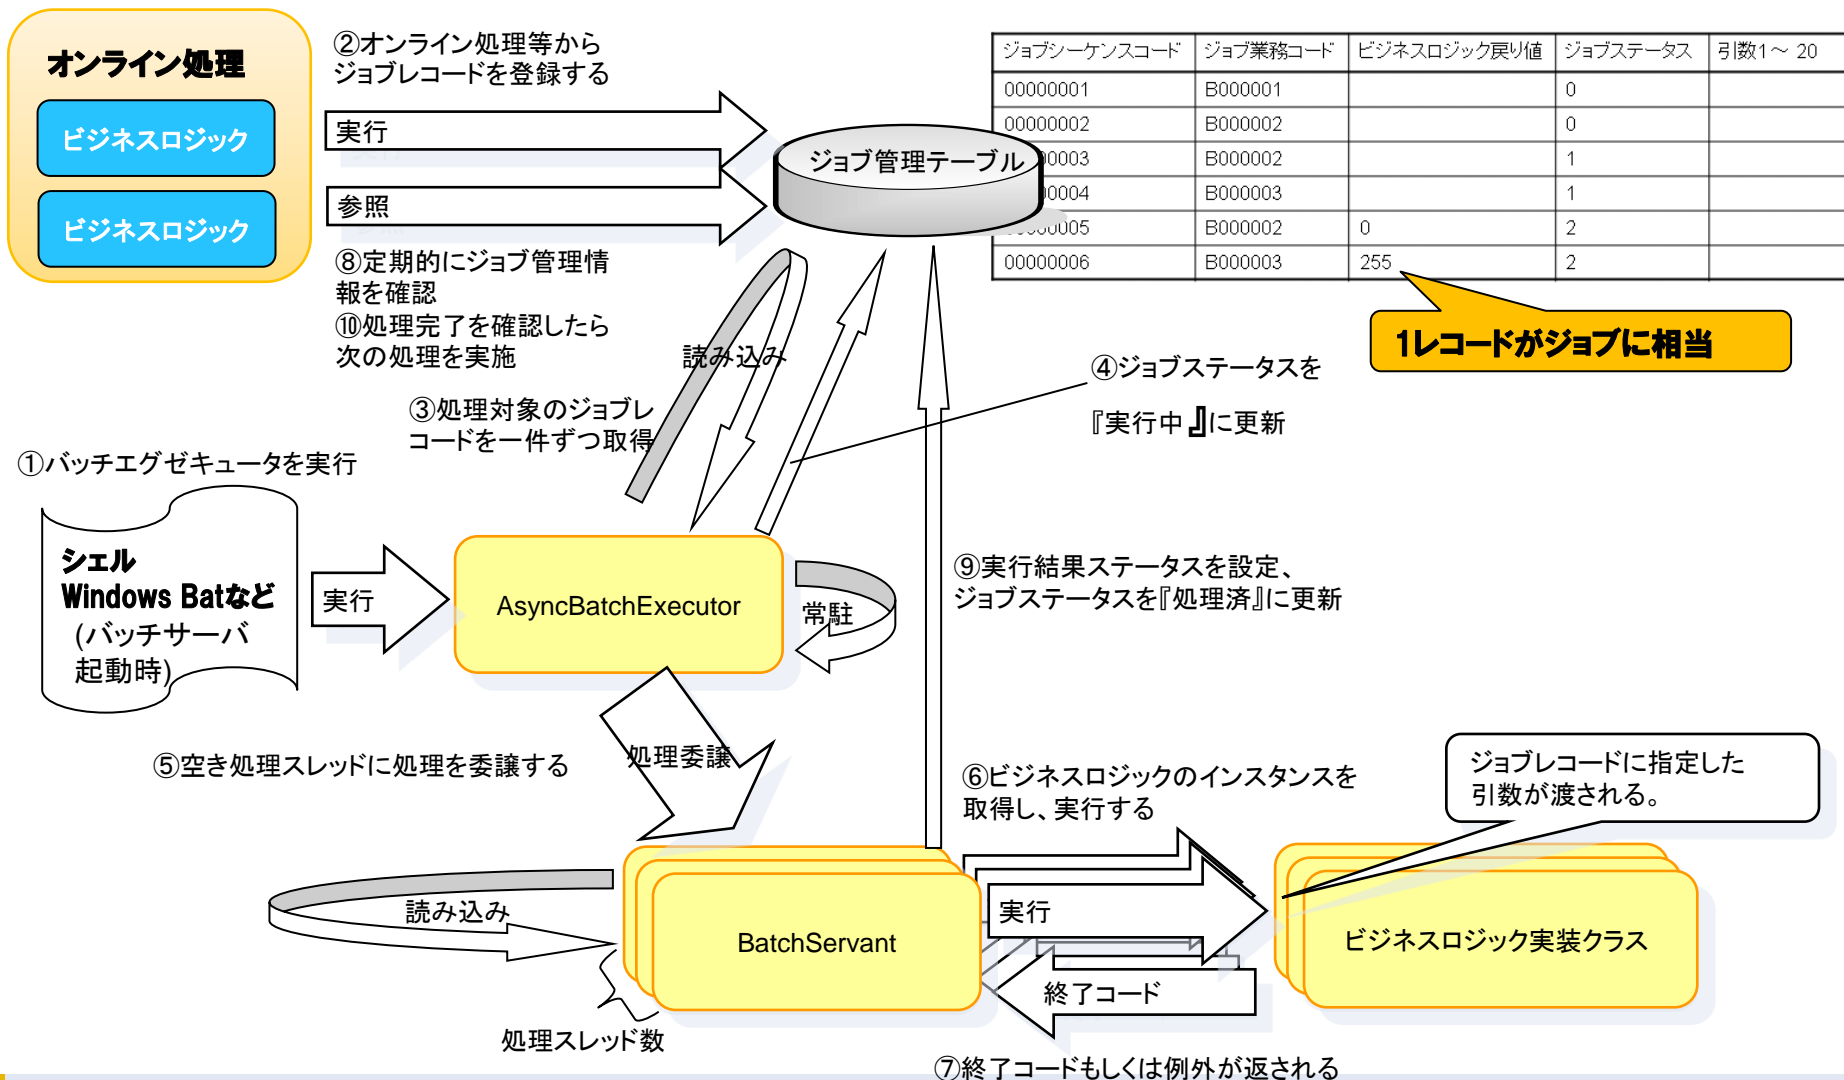 オンライン処理
ビジネスロジック
ビジネスロジック
②オンライン処理等から
ジョブレコードを登録する
実行
参照
⑧定期的にジョブ管理情
報を確認
⑩処理完了を確認したら
次の処理を実施
ジョブ管理テーブル
ジョブシーケンスコード ジョブ業務コード ビジネスロジック戻り値 ジョブステータス 引数1～ 20
00000001 B000001 0
00000002 B000002 0
00003 B000002 1
0004 B000003 1
00005 B000002 0 2
00000006 B000003 255 2
1レコードがジョブに相当
読み込み
③処理対象のジョブレ
コードを一件ずつ取得
④ジョブステータスを
『実行中』に更新
①バッチエグゼキュータを実行
シェル
Windows Batなど
(バッチサーバ
起動時)
実行
AsyncBatchExecutor
常駐
⑨実行結果ステータスを設定、
ジョブステータスを『処理済』に更新
⑤空き処理スレッドに処理を委譲する
処理委譲
⑥ビジネスロジックのインスタンスを
取得し、実行する
ジョブレコードに指定した
引数が渡される。
読み込み
BatchServant
実行
終了コード
ビジネスロジック実装クラス
処理スレッド数
⑦終了コードもしくは例外が返される